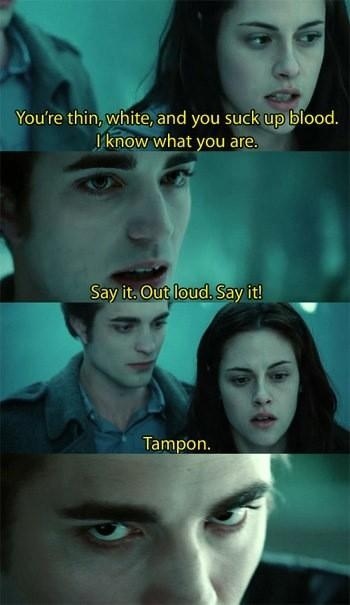 You're thin, white, and you suck up blood.
I know what you are.
Say it. Out loud. Say it!
Tampon.